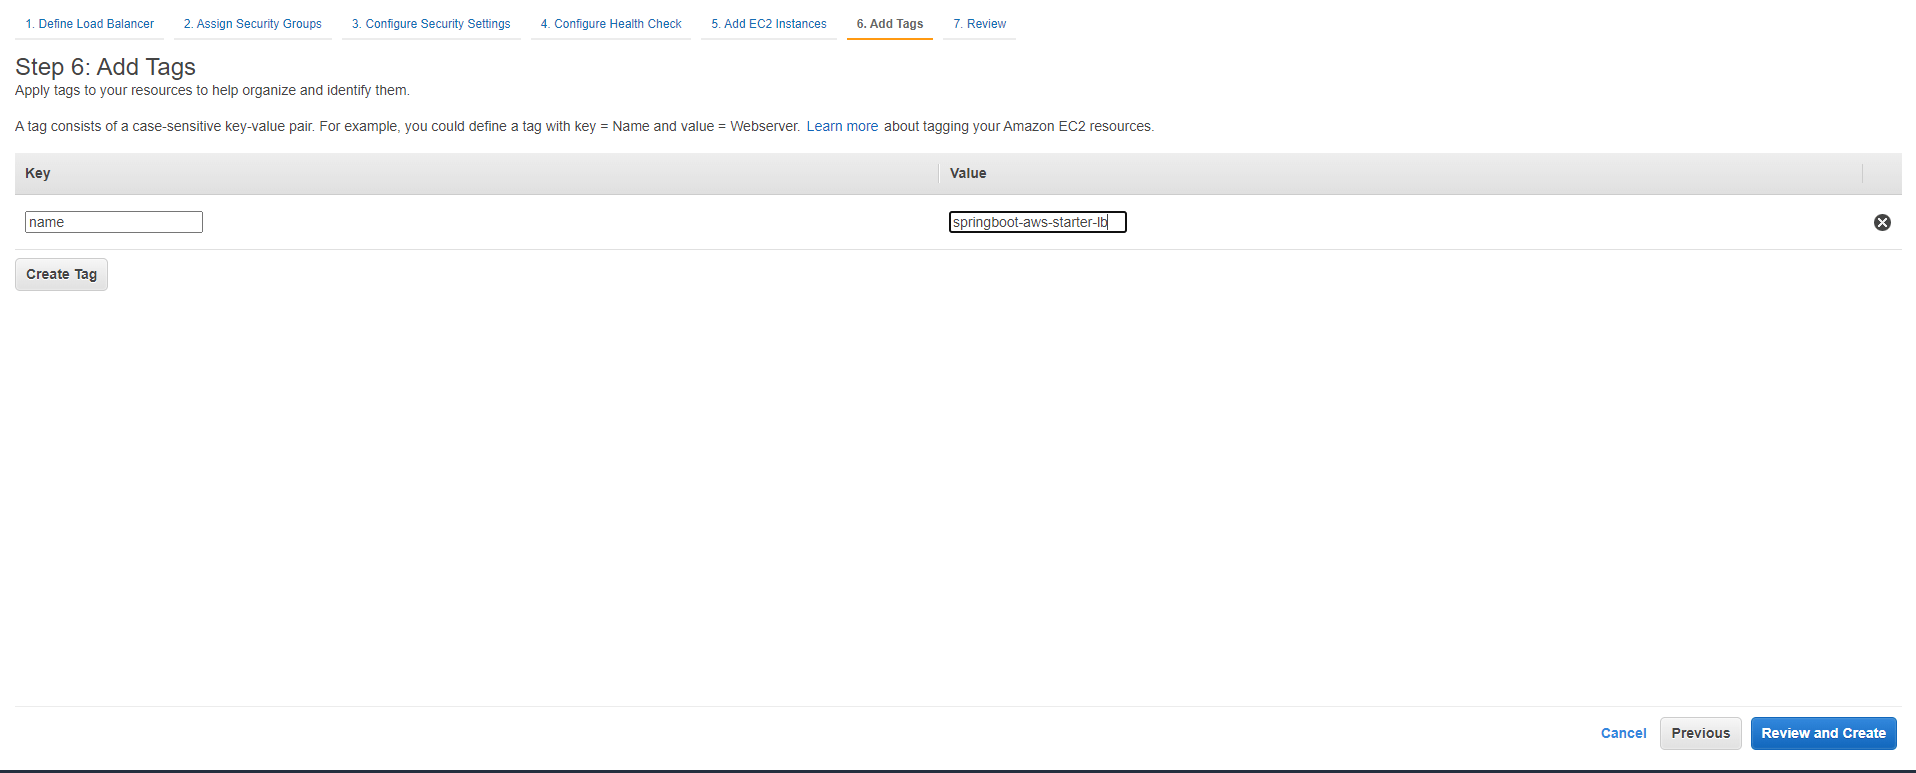 1. Define Load Balancer 2. Assign Security Groups 3. Configure Security Settings 4. Configure Health Check 5. Add EC2 Instances 6. Add Tags 7. Review
Step 6: Add Tags
Apply tags to your resources to help organize and identify them.
A tag consists of a case-sensitive key-value pair. For example, you could define a tag with key = Name and value = Webserver. Learn more about tagging your Amazon EC2 resources.
Key Value
name springboot-aws-starter-lb
Create Tag
Cancel Previous Review and Create